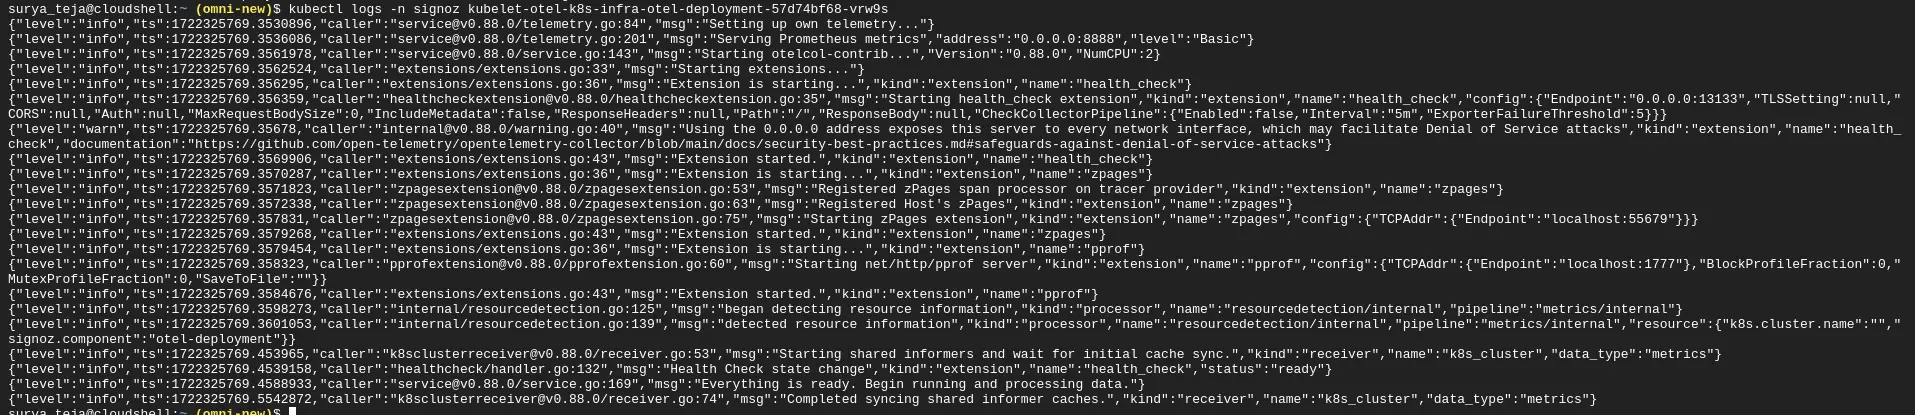 surya_teja@cloudshell:~ (omni-new)$ kubectl logs -n signoz kubelet-otel-k8s-infra-otel-deployment-57d74bf68-vrw9s
{"level":"info","ts":1722325769.3530896,"caller":"service@v0.88.0/telemetry.go:84","msg":"Setting up own telemetry..."}
{"level":"info","ts":1722325769.3536086,"caller":"service@v0.88.0/telemetry.go:201","msg":"Serving Prometheus metrics","address":"0.0.0.0:8888","level":"Basic"}
{"level":"info","ts":1722325769.3561978,"caller":"service@v0.88.0/service.go:143","msg":"Starting otelcol-contrib...","Version":"0.88.0","NumCPU":2}
{"level":"info","ts":1722325769.3562524,"caller":"extensions/extensions.go:33","msg":"Starting extensions..."}
{"level":"info","ts":1722325769.356295,"caller":"extensions/extensions.go:36","msg":"Extension is starting...","kind":"extension","name":"health_check"}
{"level":"info","ts":1722325769.356359,"caller":"healthcheckextension@v0.88.0/healthcheckextension.go:35","msg":"Starting health_check extension","kind":"extension","name":"health_check","config":{"Endpoint":"0.0.0.0:13133","TLSSetting":null,"
CORS":null,"Auth":null,"MaxRequestBodySize":0,"IncludeMetadata":false,"ResponseHeaders":null,"Path":"/","ResponseBody":null,"CheckCollectorPipeline":{"Enabled":false,"Interval":"5m","ExporterFailureThreshold":5}}}
{"level":"warn","ts":1722325769.35678,"caller":"internal@v0.88.0/warning.go:40","msg":"Using the 0.0.0.0 address exposes this server to every network interface, which may facilitate Denial of Service attacks","kind":"extension","name":"health_
check","documentation":"https://github.com/open-telemetry/opentelemetry-collector/blob/main/docs/security-best-practices.md#safeguards-against-denial-of-service-attacks"}
{"level":"info","ts":1722325769.3569906,"caller":"extensions/extensions.go:43","msg":"Extension started.","kind":"extension","name":"health_check"}
{"level":"info","ts":1722325769.3570287,"caller":"extensions/extensions.go:36","msg":"Extension is starting...","kind":"extension","name":"zpages"}
{"level":"info","ts":1722325769.3571823,"caller":"zpagesextension@v0.88.0/zpagesextension.go:53","msg":"Registered zPages span processor on tracer provider","kind":"extension","name":"zpages"}
{"level":"info","ts":1722325769.3572338,"caller":"zpagesextension@v0.88.0/zpagesextension.go:63","msg":"Registered Host's zPages","kind":"extension","name":"zpages"}
{"level":"info","ts":1722325769.357831,"caller":"zpagesextension@v0.88.0/zpagesextension.go:75","msg":"Starting zPages extension","kind":"extension","name":"zpages","config":{"TCPAddr":{"Endpoint":"localhost:55679"}}}
{"level":"info","ts":1722325769.3579268,"caller":"extensions/extensions.go:43","msg":"Extension started.","kind":"extension","name":"zpages"}
{"level":"info","ts":1722325769.3579454,"caller":"extensions/extensions.go:36","msg":"Extension is starting...","kind":"extension","name":"pprof"}
{"level":"info","ts":1722325769.358323,"caller":"pprofextension@v0.88.0/pprofextension.go:60","msg":"Starting net/http/pprof server","kind":"extension","name":"pprof","config":{"TCPAddr":{"Endpoint":"localhost:1777"},"BlockProfileFraction":0,"
MutexProfileFraction":0,"SaveToFile":""}}
{"level":"info","ts":1722325769.3584676,"caller":"extensions/extensions.go:43","msg":"Extension started.","kind":"extension","name":"pprof"}
{"level":"info","ts":1722325769.3598273,"caller":"internal/resourcedetection.go:125","msg":"began detecting resource information","kind":"processor","name":"resourcedetection/internal","pipeline":"metrics/internal"}
{"level":"info","ts":1722325769.3601053,"caller":"internal/resourcedetection.go:139","msg":"detected resource information","kind":"processor","name":"resourcedetection/internal","pipeline":"metrics/internal","resource":{"k8s.cluster.name":"","
signoz.component":"otel-deployment"}}
{"level":"info","ts":1722325769.453965,"caller":"k8sclusterreceiver@v0.88.0/receiver.go:53","msg":"Starting shared informers and wait for initial cache sync.","kind":"receiver","name":"k8s_cluster","data_type":"metrics"}
{"level":"info","ts":1722325769.4539158,"caller":"healthcheck/handler.go:132","msg":"Health Check state change","kind":"extension","name":"health_check","status":"ready"}
{"level":"info","ts":1722325769.4588933,"caller":"service@v0.88.0/service.go:169","msg":"Everything is ready. Begin running and processing data."}
{"level":"info","ts":1722325769.5542872,"caller":"k8sclusterreceiver@v0.88.0/receiver.go:74","msg":"Completed syncing shared informer caches.","kind":"receiver","name":"k8s_cluster","data_type":"metrics"}
surya_teja@cloudshell:~ (omni-new)$